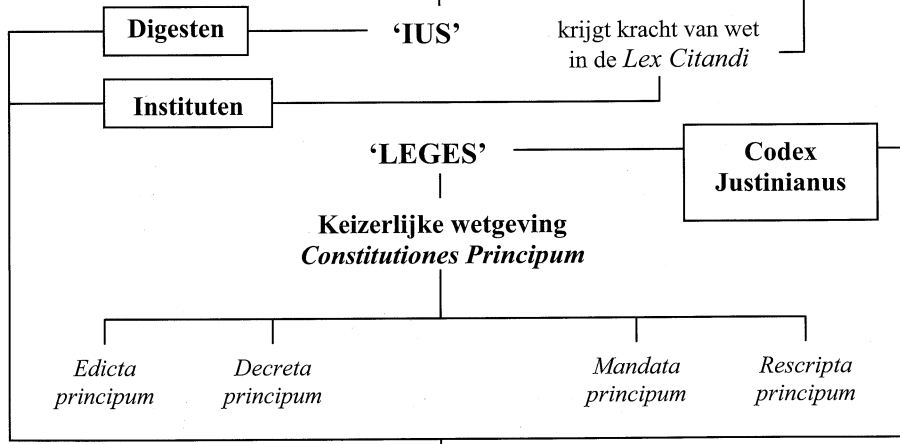 Digesten
'IUS'
krijgt kracht van wet
in de Lex Citandi
Instituten
'LEGES'
Codex
Justinianus
Keizerlijke wetgeving
Constitutiones Principum
Edicta
principum
Decreta
principum
Mandata
principum
Rescripta
principum